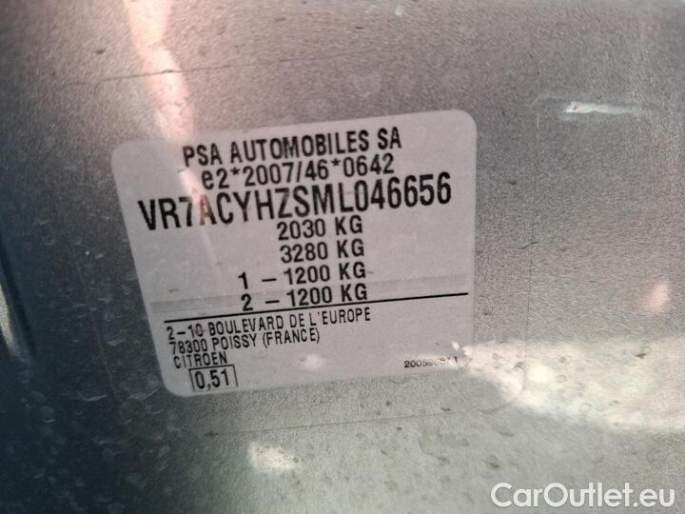 PSA AUTOMOBILES SA
e2*2007/46*0642
VR7ACYHZSML046656
2030 KG
3280 KG
1 - 1200 KG
2 - 1200 KG
2-10 BOULEVARD DE L'EUROPE
78300 POISSY (FRANCE)
CITROEN
0,51
CarOutlet.eu